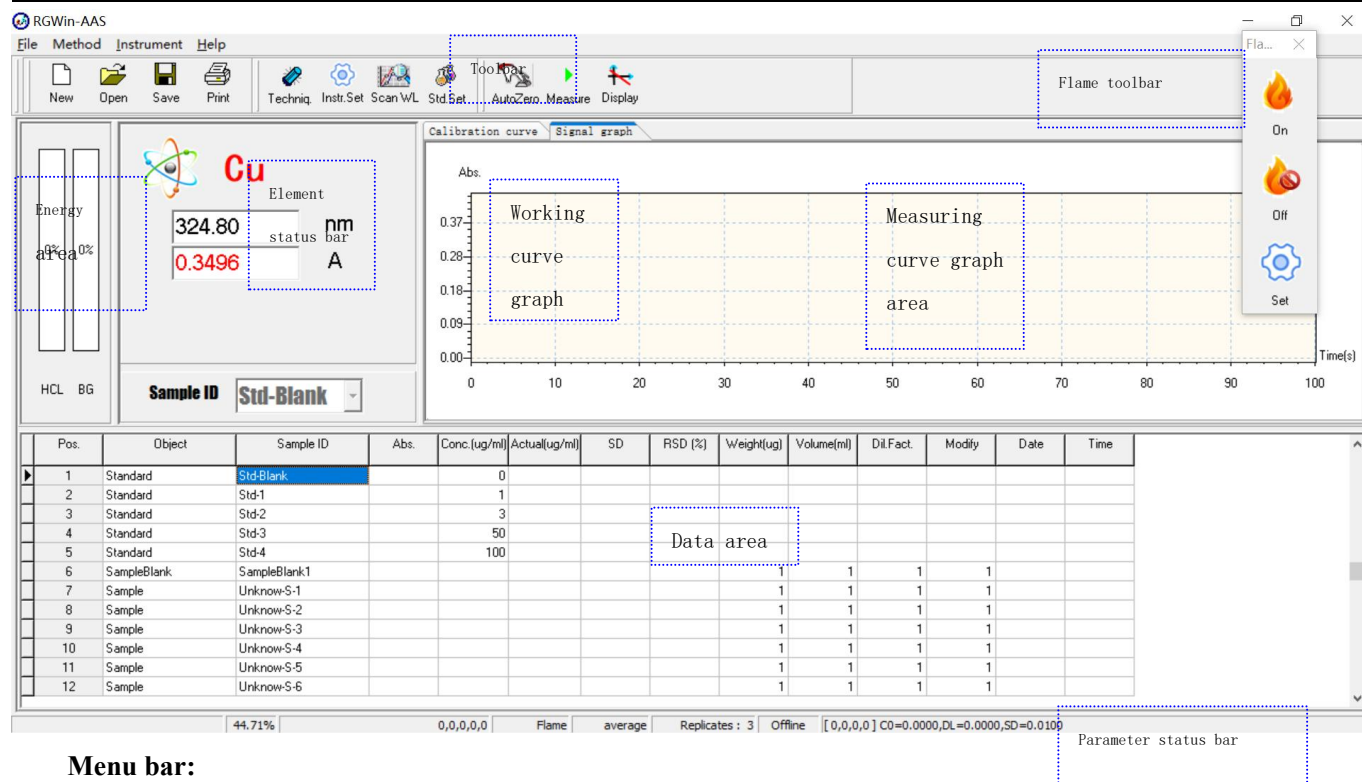 RGWin-AAS
File Method Instrument Help
New Open Save Print Techniq. Instr.Set Scan WL Std.Set AutoZero Measure Display
Toolbar
Flame toolbar
Fla...
On
Off
Set
Energy
area
0% 0%
HCL BG
Cu
Element
status bar
324.80 nm
0.3496 A
Sample ID Std-Blank
Calibration curve Signal graph
Abs.
0.37
0.28
0.18
0.09
0.00
0 10 20 30 40 50 60 70 80 90 100
Time(s)
Working
curve
graph
Measuring
curve graph
area
Pos. Object Sample ID Abs. Conc.(ug/ml) Actual(ug/ml) SD RSD (%) Weight(ug) Volume(ml) Dil.Fact. Modify Date Time
1 Standard Std-Blank 0
2 Standard Std-1 1
3 Standard Std-2 3
4 Standard Std-3 50
5 Standard Std-4 100
Data area
6 SampleBlank SampleBlank1 1 1 1 1
7 Sample Unknow-S-1 1 1 1 1
8 Sample Unknow-S-2 1 1 1 1
9 Sample Unknow-S-3 1 1 1 1
10 Sample Unknow-S-4 1 1 1 1
11 Sample Unknow-S-5 1 1 1 1
12 Sample Unknow-S-6 1 1 1 1
44.71% 0,0,0,0,0 Flame average Replicates : 3 Offline [ 0,0,0,0 ] C0=0.0000,DL=0.0000,SD=0.0100
Parameter status bar
Menu bar: